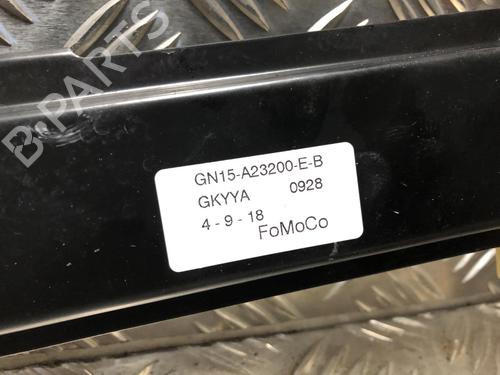 B-PARTS
GN15-A23200-E-B
GKYYA 0928
4-9-18
FoMoCo